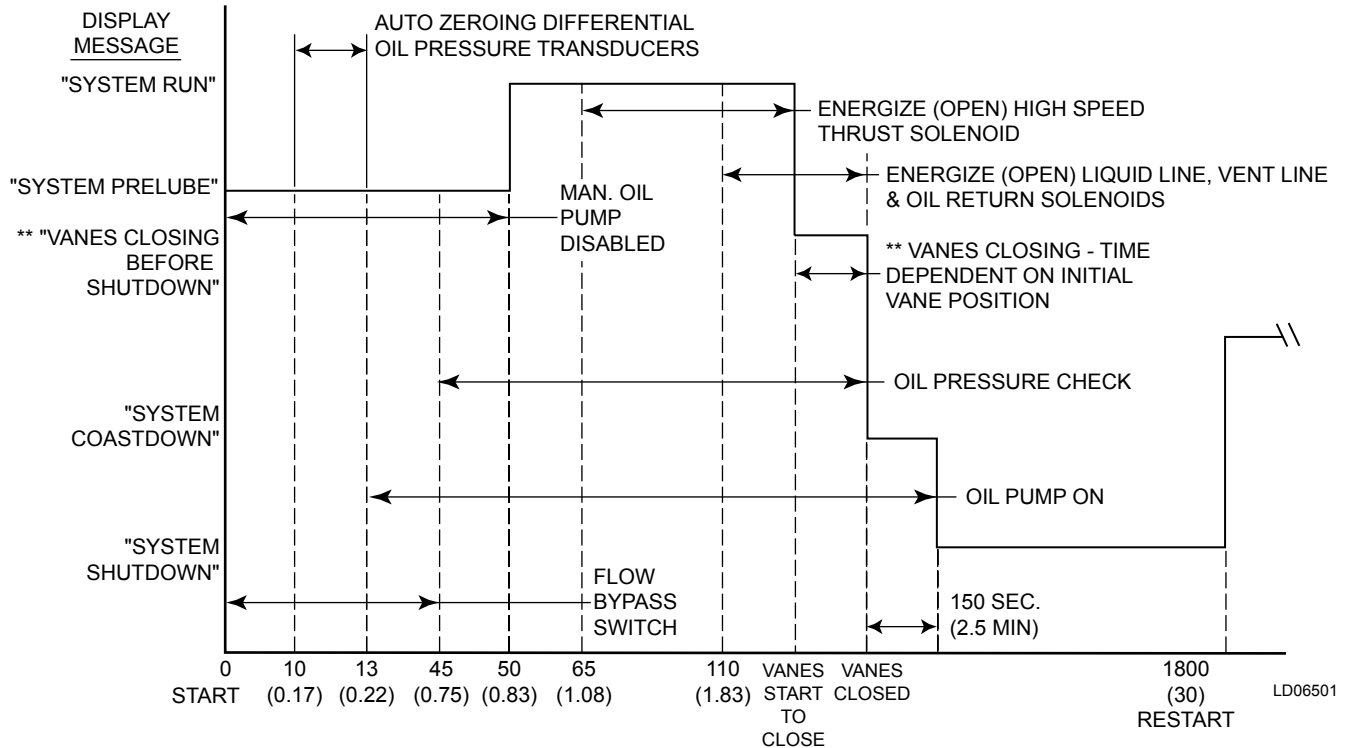 DISPLAY
MESSAGE
AUTO ZEROING DIFFERENTIAL
OIL PRESSURE TRANSDUCERS
"SYSTEM RUN"
ENERGIZE (OPEN) HIGH SPEED
THRUST SOLENOID
ENERGIZE (OPEN) LIQUID LINE, VENT LINE
& OIL RETURN SOLENOIDS
"SYSTEM PRELUBE"
MAN. OIL
PUMP
DISABLED
** "VANES CLOSING
BEFORE
SHUTDOWN"
** VANES CLOSING - TIME
DEPENDENT ON INITIAL
VANE POSITION
OIL PRESSURE CHECK
"SYSTEM
COASTDOWN"
OIL PUMP ON
"SYSTEM
SHUTDOWN"
FLOW
BYPASS
SWITCH
150 SEC.
(2.5 MIN)
0 10 13 45 50 65 110 VANES VANES 1800
START (0.17) (0.22) (0.75) (0.83) (1.08) (1.83) START CLOSED (30)
TO RESTART
CLOSE
LD06501